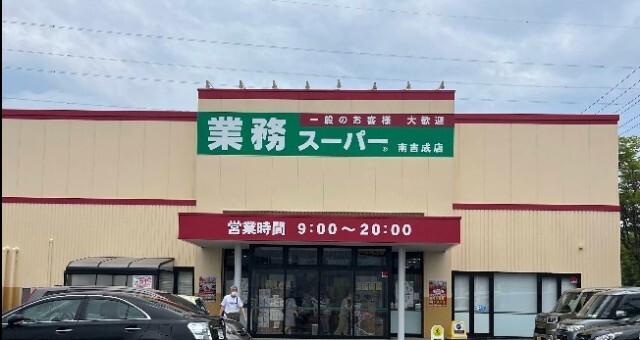 一般のお客様 大歓迎
業務スーパー® 南吉成店
営業時間 9:00～20:00